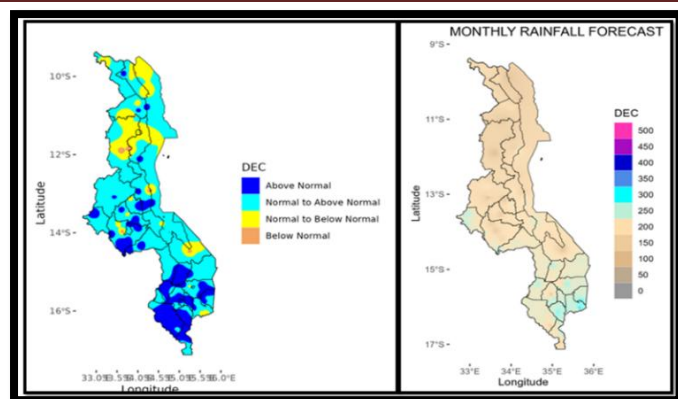 10°S
12°S
14°S
16°S
Latitude
Longitude
DEC
Above Normal
Normal to Above Normal
Normal to Below Normal
Below Normal
MONTHLY RAINFALL FORECAST
9°S
11°S
13°S
15°S
17°S
Latitude
33°E 34°E 35°E 36°E
Longitude
DEC
500
450
400
350
300
250
200
150
100
50
0